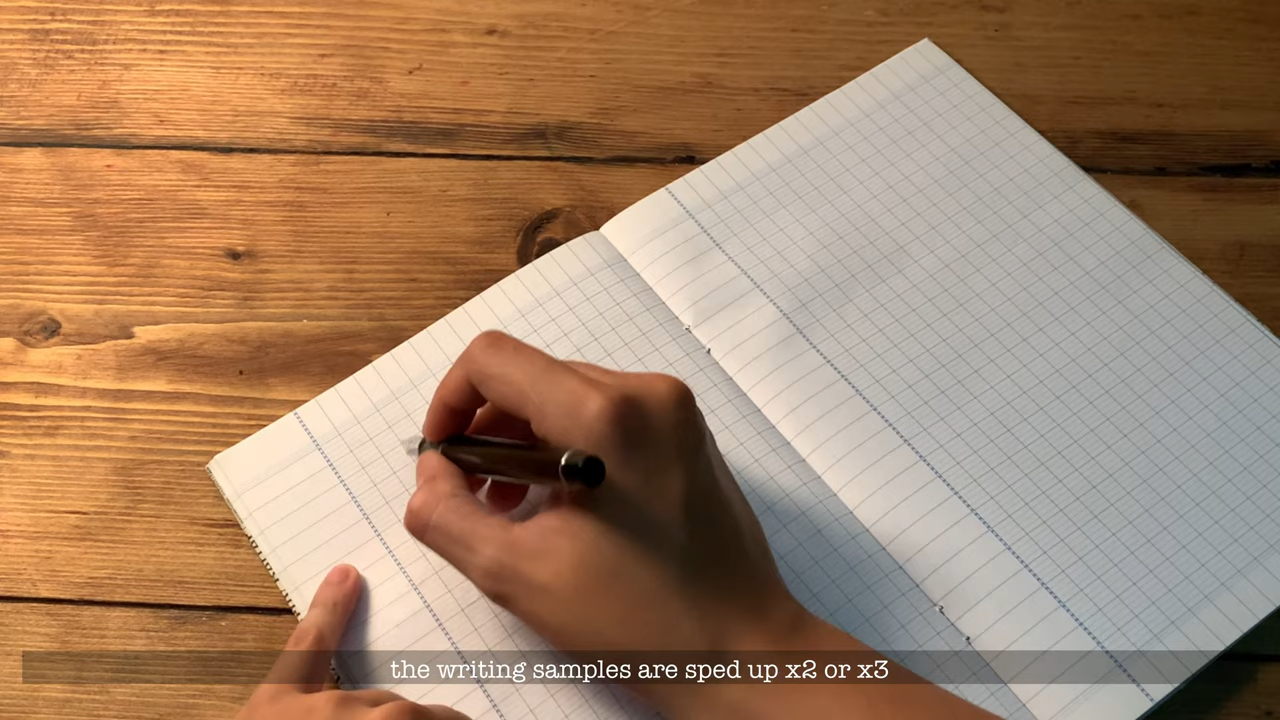 the writing samples are sped up x2 or x3